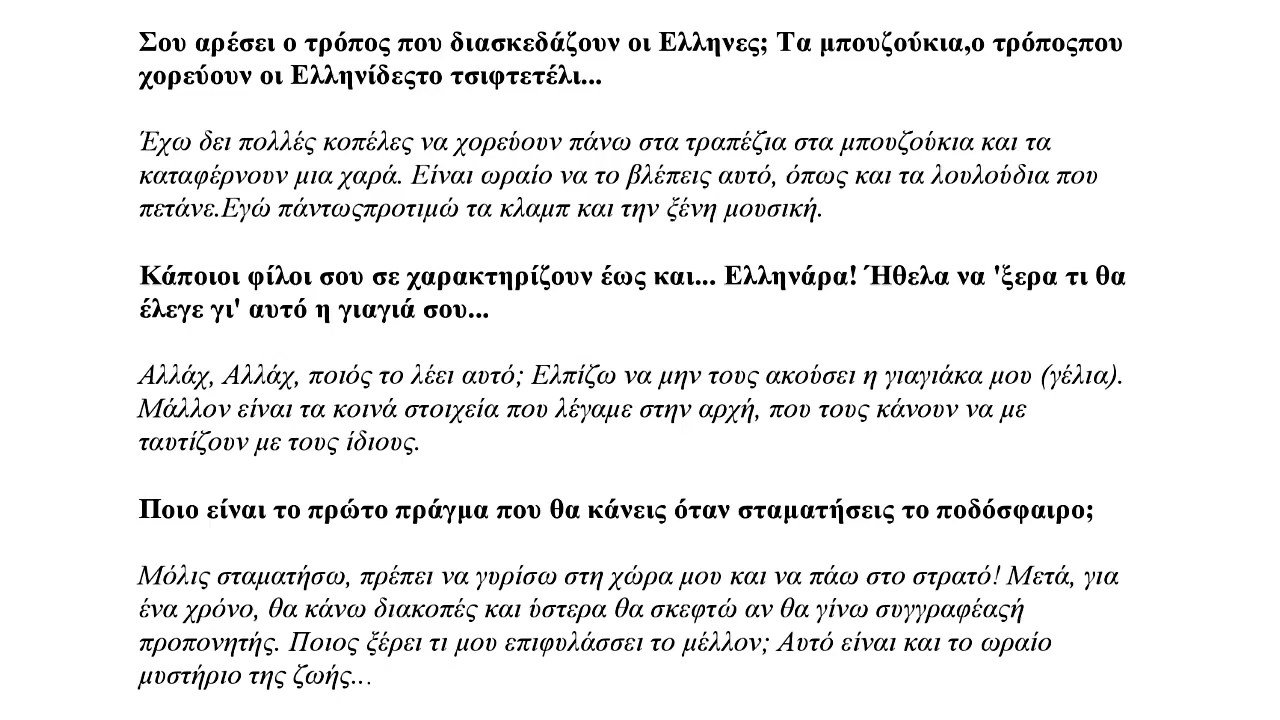 Σου αρέσει ο τρόπος που διασκεδάζουν οι Ελληνες; Τα μπουζούκια,ο τρόποςπου
χορεύουν οι Ελληνίδεςτο τσιφτετέλι...
Έχω δει πολλές κοπέλες να χορεύουν πάνω στα τραπέζια στα μπουζούκια και τα
καταφέρνουν μια χαρά. Είναι ωραίο να το βλέπεις αυτό, όπως και τα λουλούδια που
πετάνε.Εγώ πάντωςπροτιμώ τα κλαμπ και την ξένη μουσική.
Κάποιοι φίλοι σου σε χαρακτηρίζουν έως και... Ελληνάρα! Ήθελα να 'ξερα τι θα
έλεγε γι' αυτό η γιαγιά σου...
Αλλάχ, Αλλάχ, ποιός το λέει αυτό; Ελπίζω να μην τους ακούσει η γιαγιάκα μου (γέλια).
Μάλλον είναι τα κοινά στοιχεία που λέγαμε στην αρχή, που τους κάνουν να με
ταυτίζουν με τους ίδιους.
Ποιο είναι το πρώτο πράγμα που θα κάνεις όταν σταματήσεις το ποδόσφαιρο;
Μόλις σταματήσω, πρέπει να γυρίσω στη χώρα μου και να πάω στο στρατό! Μετά, για
ένα χρόνο, θα κάνω διακοπές και ύστερα θα σκεφτώ αν θα γίνω συγγραφέαςή
προπονητής. Ποιος ξέρει τι μου επιφυλάσσει το μέλλον; Αυτό είναι και το ωραίο
μυστήριο της ζωής...